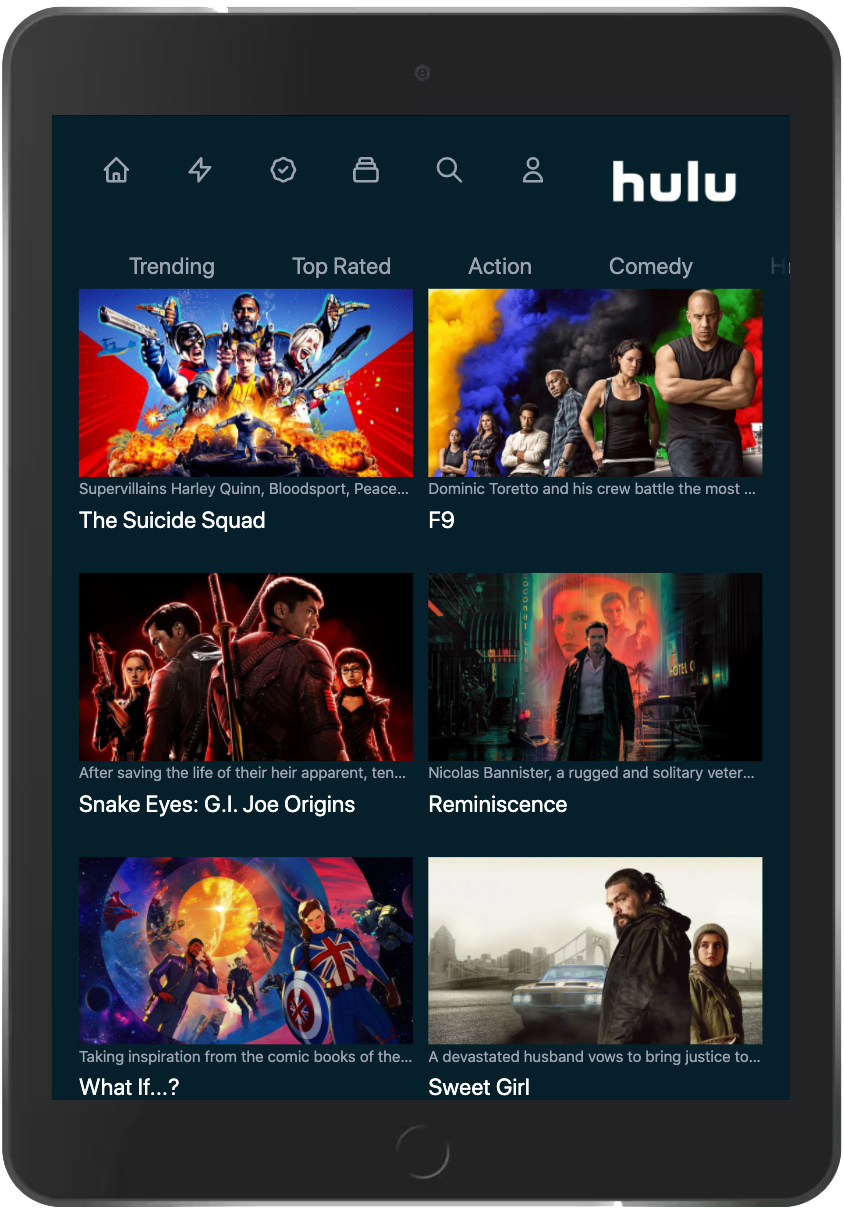 hulu
Trending Top Rated Action Comedy
Supervillains Harley Quinn, Bloodsport, Peace...
The Suicide Squad
Dominic Toretto and his crew battle the most ...
F9
COCONUT CLUB
HOTEL
After saving the life of their heir apparent, ten...
Snake Eyes: G.I. Joe Origins
Nicolas Bannister, a rugged and solitary veter...
Reminiscence
Taking inspiration from the comic books of the...
What If...?
A devastated husband vows to bring justice to...
Sweet Girl